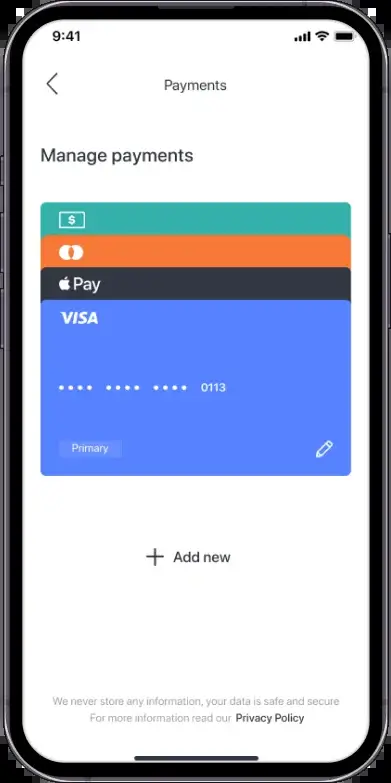 9:41
Payments
Manage payments
$
Pay
VISA
•••• •••• •••• 0113
Primary
Add new
We never store any information, your data is safe and secure
For more information read our Privacy Policy